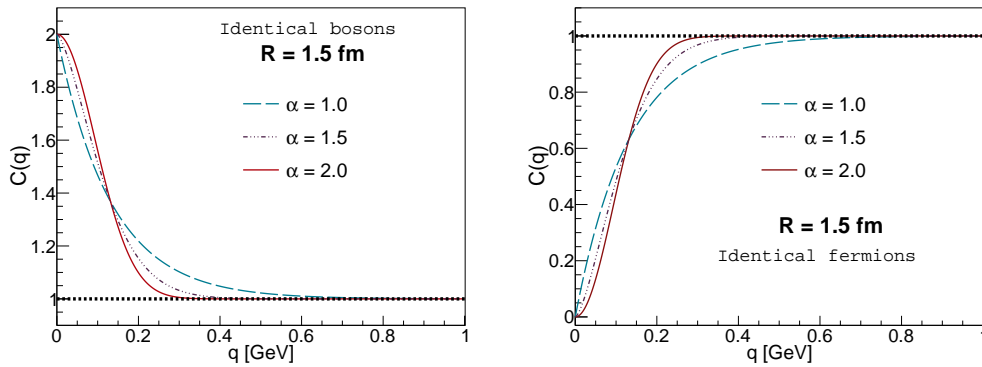 Identical bosons
R = 1.5 fm
α = 1.0
α = 1.5
α = 2.0
C(q)
2
1.8
1.6
1.4
1.2
1
0 0.2 0.4 0.6 0.8 1
q [GeV]
C(q)
1
0.8
0.6
0.4
0.2
0
α = 1.0
α = 1.5
α = 2.0
R = 1.5 fm
Identical fermions
0 0.2 0.4 0.6 0.8 1
q [GeV]